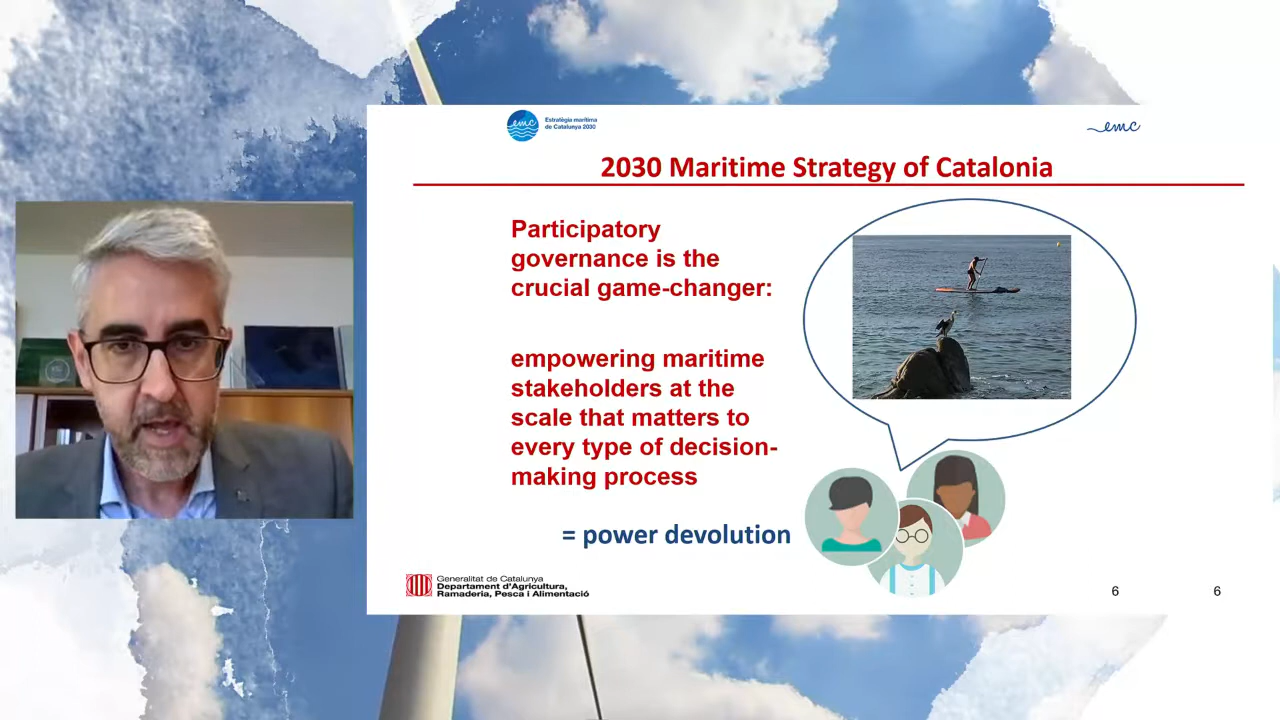 emc
Estratègia marítima
de Catalunya 2030
emc
2030 Maritime Strategy of Catalonia
Participatory
governance is the
crucial game-changer:
empowering maritime
stakeholders at the
scale that matters to
every type of decision-
making process
= power devolution
Generalitat de Catalunya
Departament d'Agricultura,
Ramaderia, Pesca i Alimentació
6
6